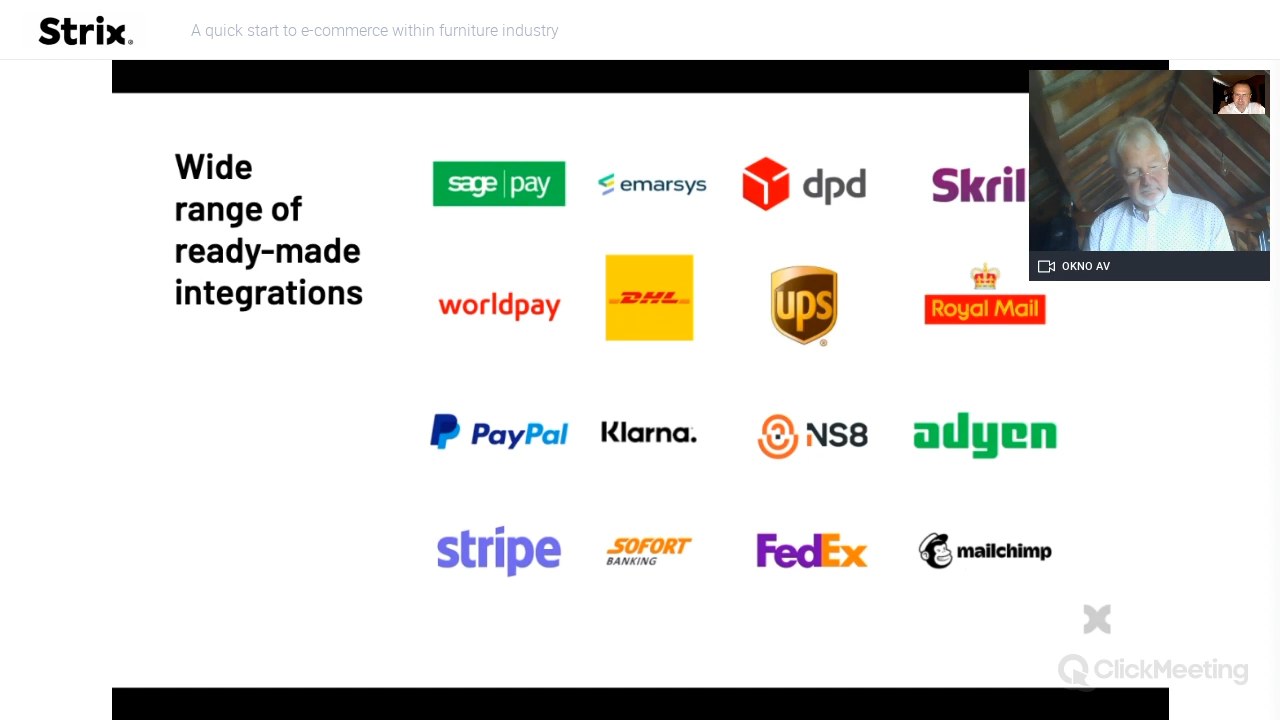 Strix
A quick start to e-commerce within furniture industry
Wide
range of
ready-made
integrations
sage pay
emarsys
dpd
Skril
OKNO AV
worldpay
DHL
ups
Royal Mail
PayPal
Klarna.
NS8
adyen
stripe
SOFORT
BANKING
FedEx
mailchimp
ClickMeeting